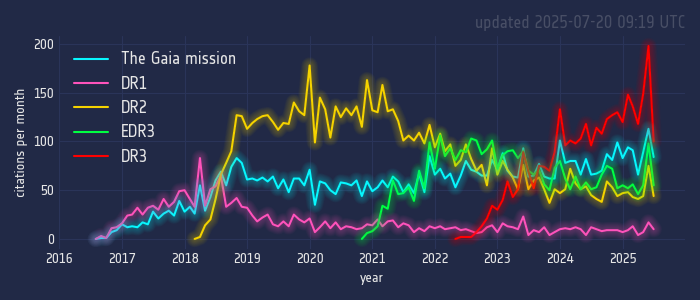 updated 2025-07-20 09:19 UTC
200
150
100
50
0
citations per month
The Gaia mission
DR1
DR2
EDR3
DR3
2016 2017 2018 2019 2020 2021 2022 2023 2024 2025
year